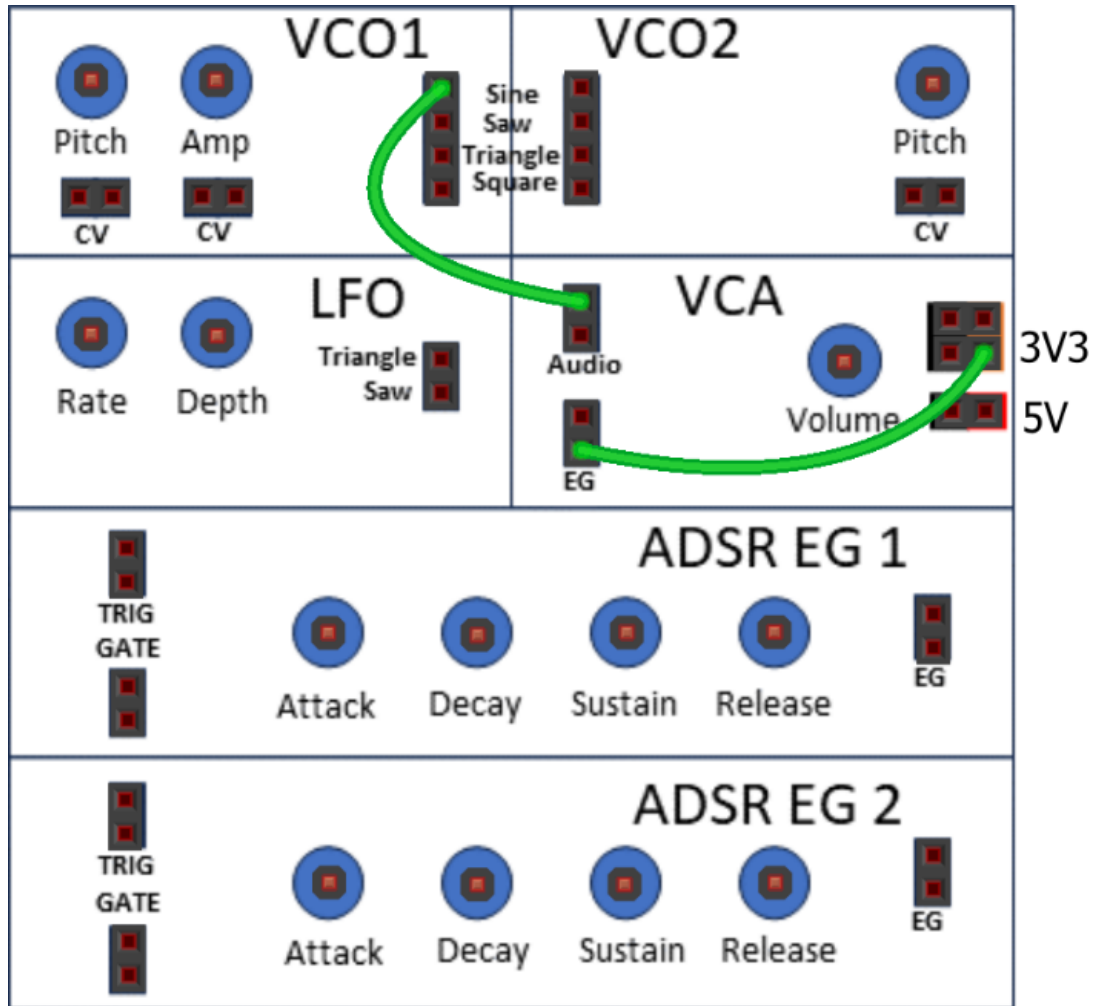 VCO1
VCO2
Sine
Saw
Triangle
Square
Pitch
Amp
Pitch
CV
CV
CV
LFO
VCA
Triangle
Saw
Audio
3V3
Rate
Depth
Volume
5V
EG
ADSR EG 1
TRIG
GATE
EG
Attack
Decay
Sustain
Release
ADSR EG 2
TRIG
GATE
EG
Attack
Decay
Sustain
Release